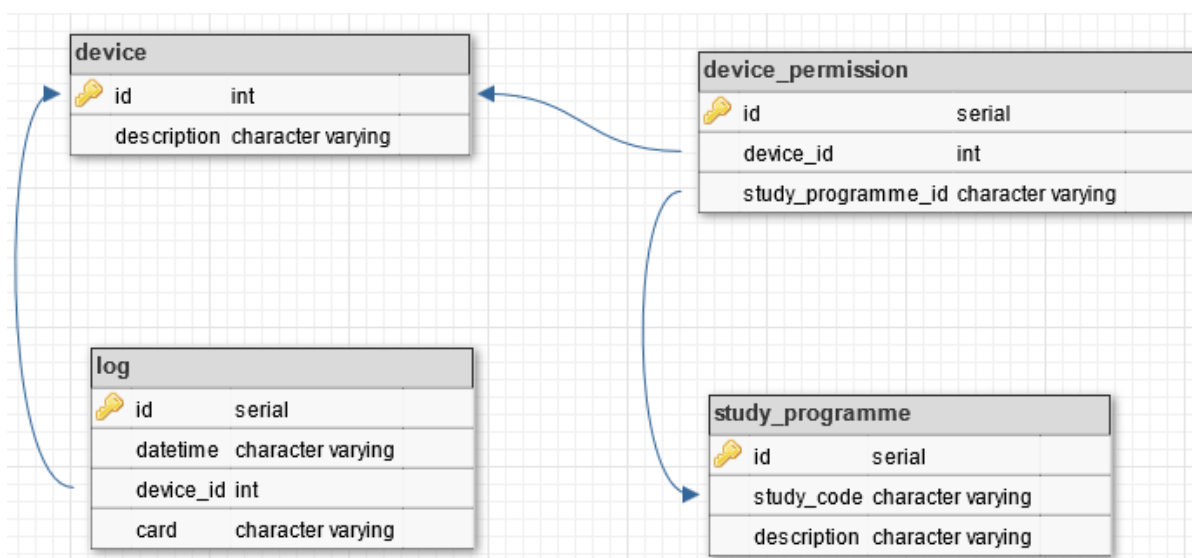 device
id int
description character varying
device_permission
id serial
device_id int
study_programme_id character varying
log
id serial
datetime character varying
device_id int
card character varying
study_programme
id serial
study_code character varying
description character varying